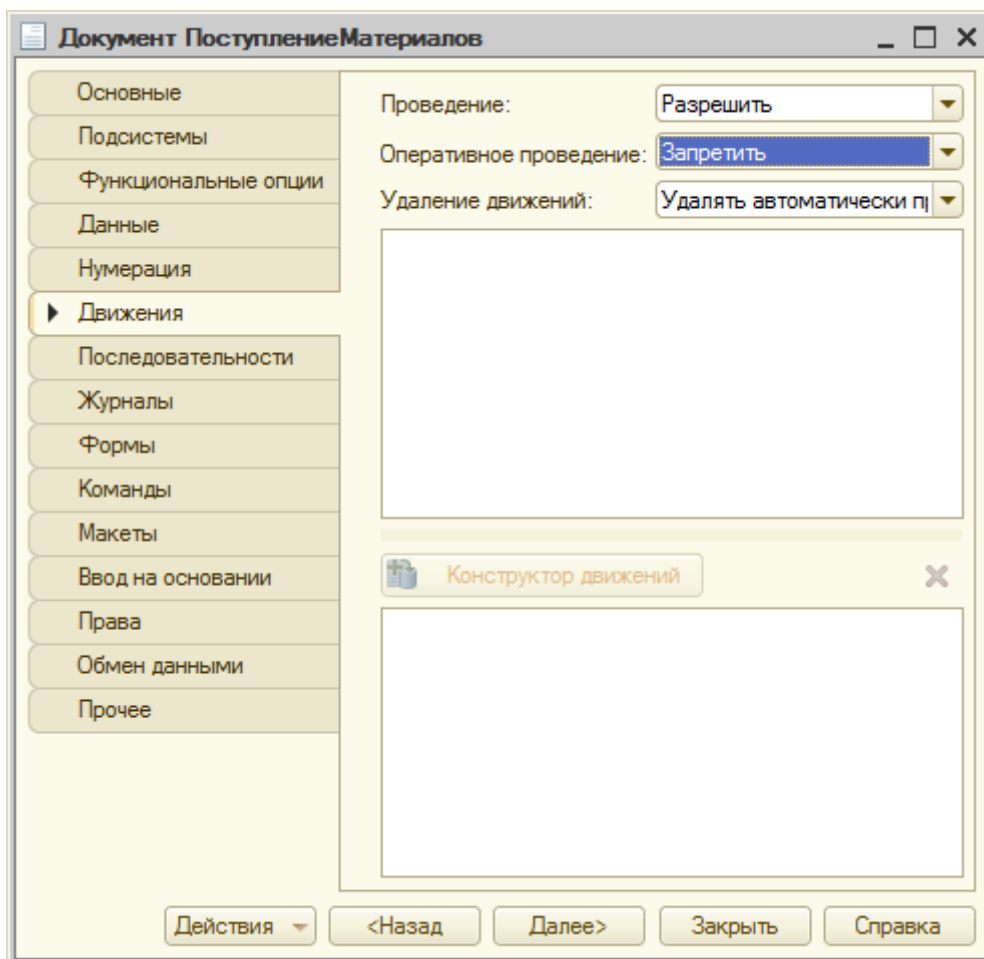 Документ ПоступлениеМатериалов
Основные
Подсистемы
Функциональные опции
Данные
Нумерация
Движения
Последовательности
Журналы
Формы
Команды
Макеты
Ввод на основании
Права
Обмен данными
Прочее
Проведение: Разрешить
Оперативное проведение: Запретить
Удаление движений: Удалять автоматически
Конструктор движений
Действия <Назад Далее> Закрыть Справка